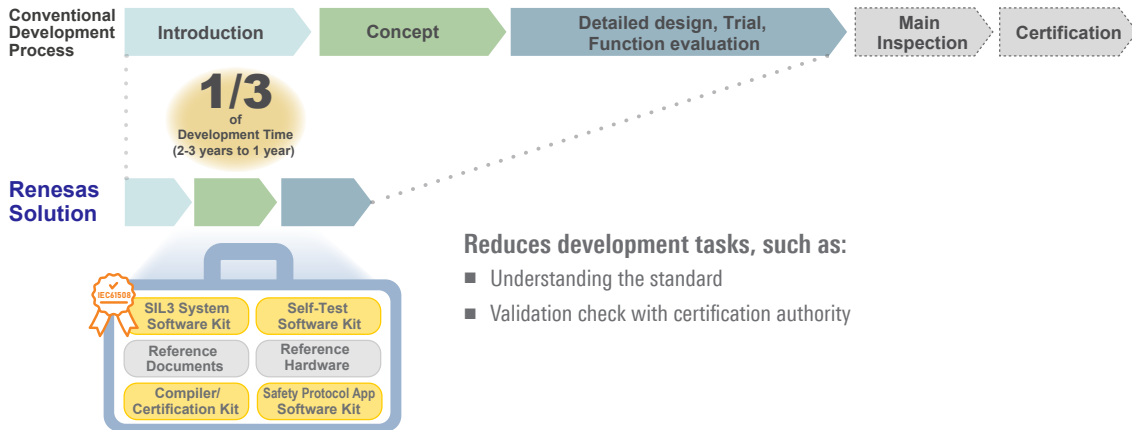 Conventional
Development
Process
Introduction
Concept
Detailed design, Trial,
Function evaluation
Main
Inspection
Certification
1/3
of
Development Time
(2-3 years to 1 year)
Renesas
Solution
Reduces development tasks, such as:
■ Understanding the standard
■ Validation check with certification authority
IEC61508
SIL3 System
Software Kit
Self-Test
Software Kit
Reference
Documents
Reference
Hardware
Compiler/
Certification Kit
Safety Protocol App
Software Kit